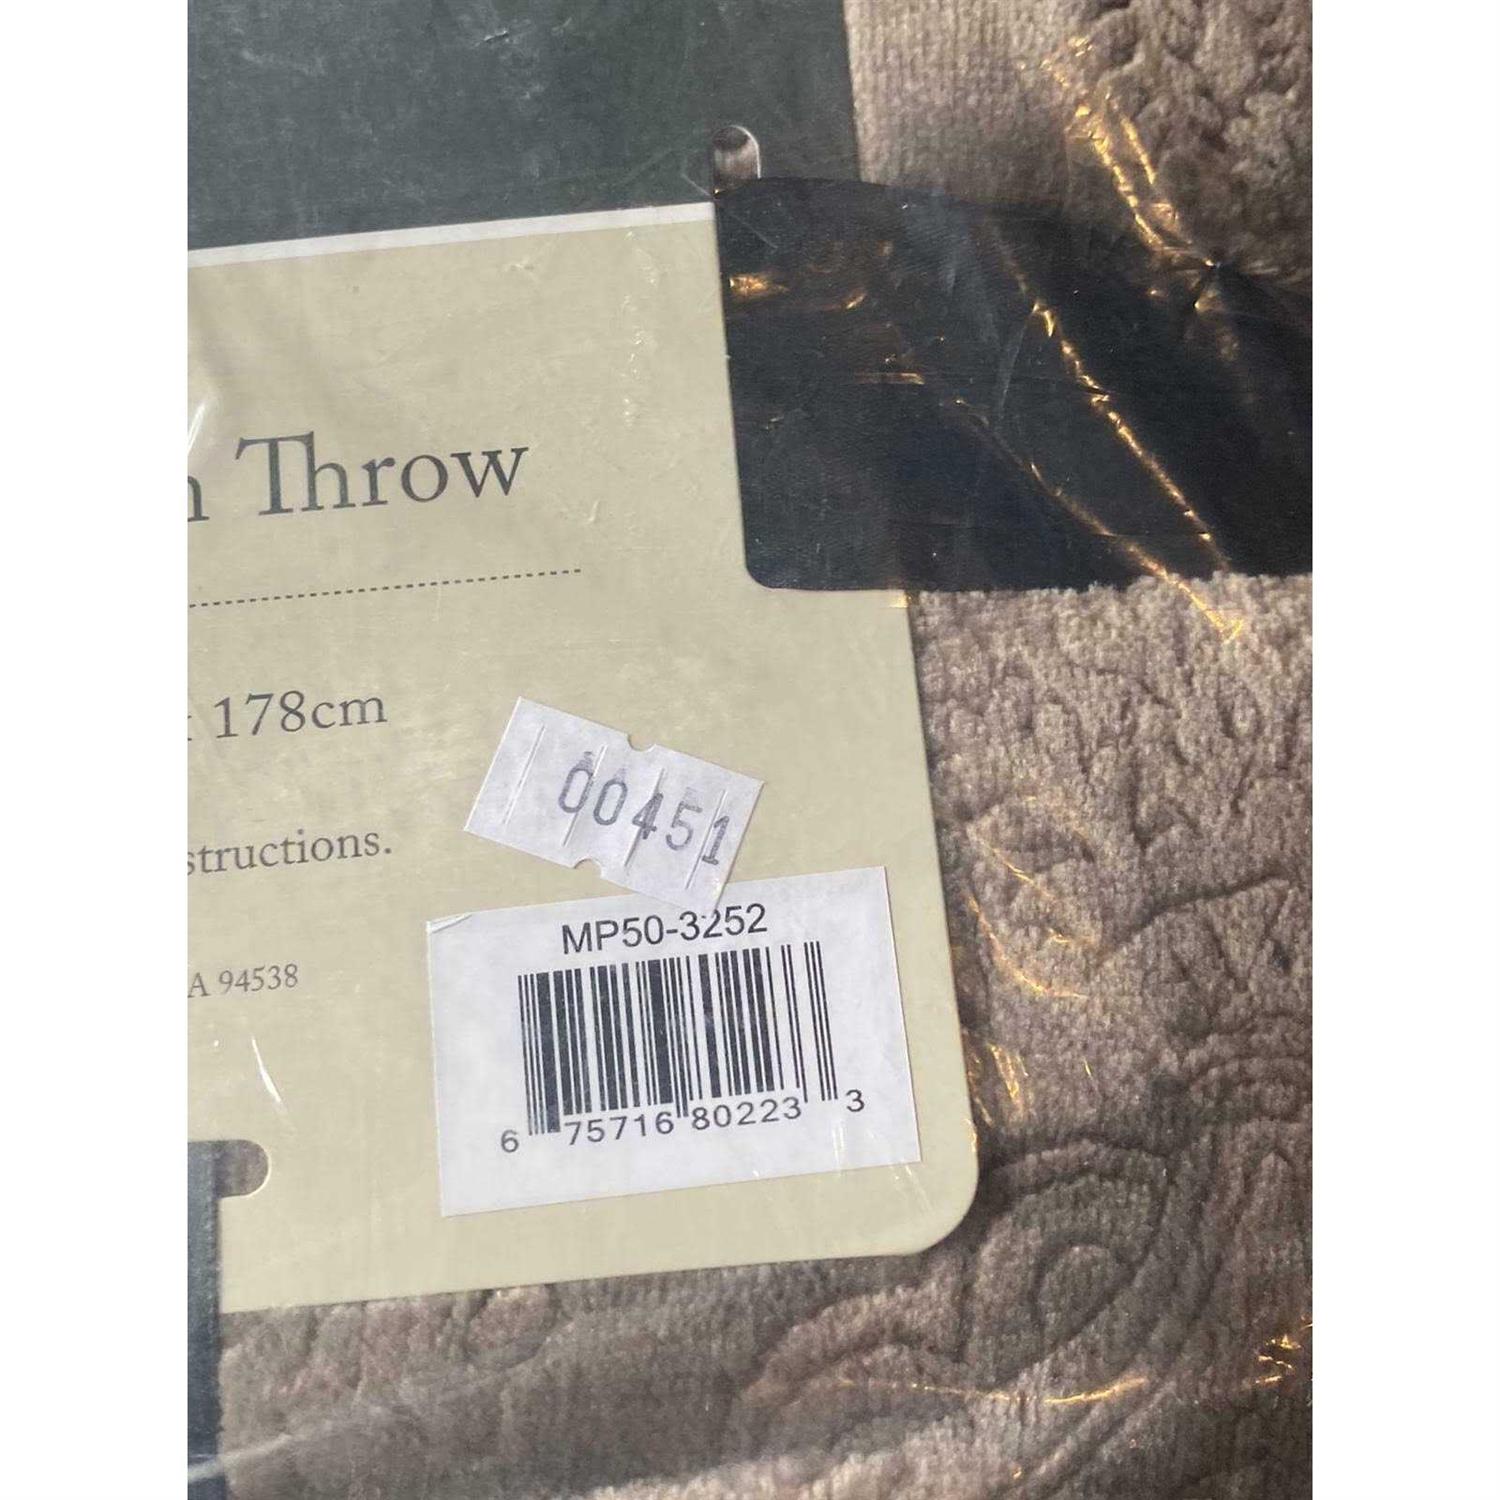 Throw
178cm
00451
structions.
MP50-3252
A 94538
6 75716 80223 3